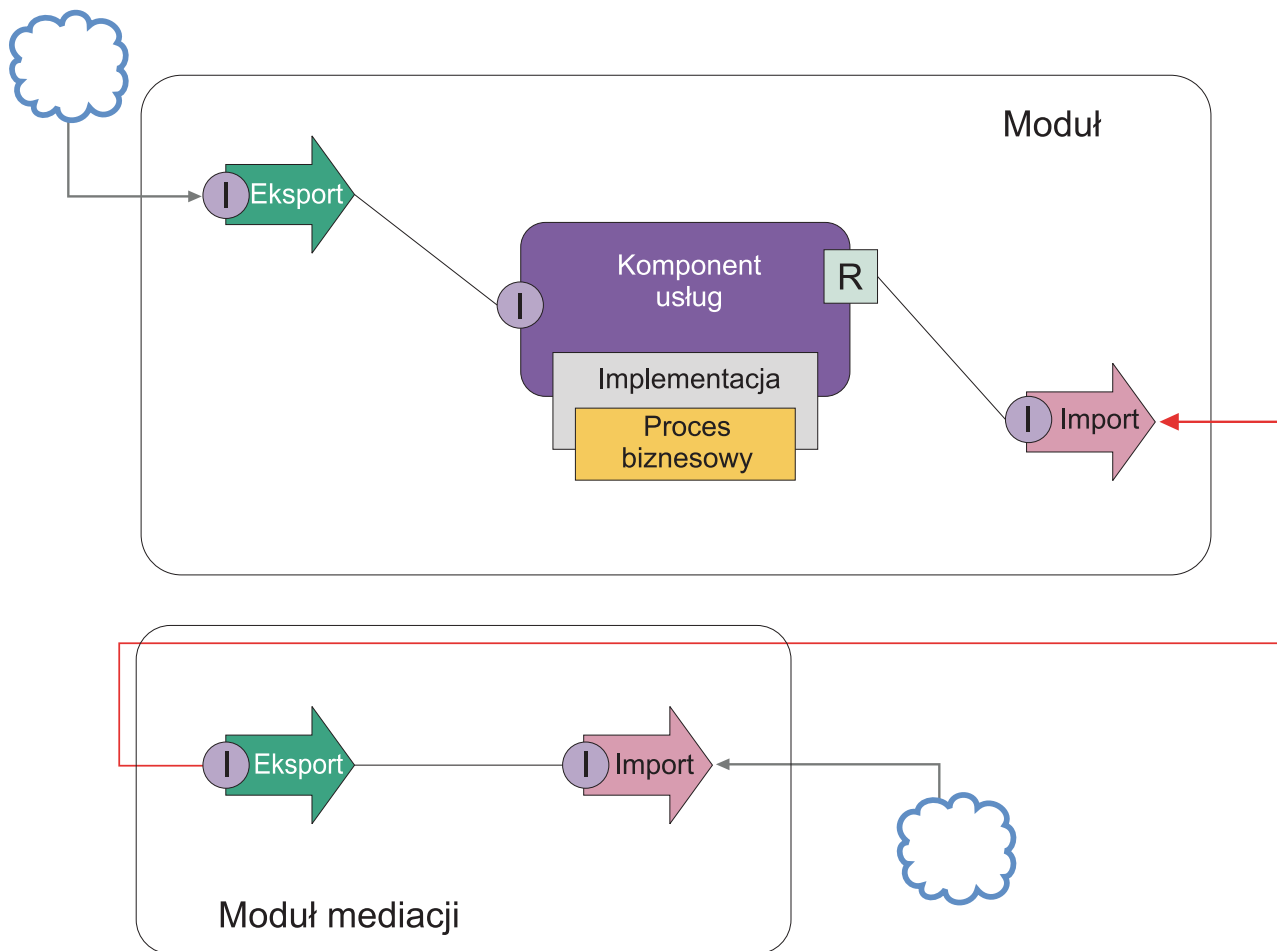 Moduł
I
Eksport
Komponent
usług
R
I
Implementacja
Proces
biznesowy
I
Import
I
Eksport
I
Import
Moduł mediacji